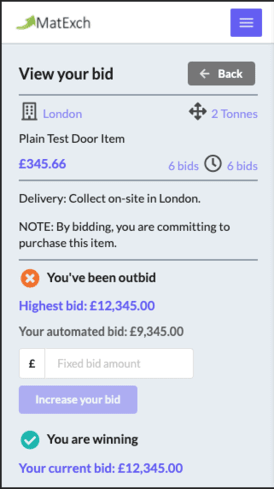 MatExch
View your bid
Back
London
2 Tonnes
Plain Test Door Item
£345.66
6 bids
6 bids
Delivery: Collect on-site in London.
NOTE: By bidding, you are committing to
purchase this item.
You've been outbid
Highest bid: £12,345.00
Your automated bid: £9,345.00
£
Fixed bid amount
Increase your bid
You are winning
Your current bid: £12,345.00